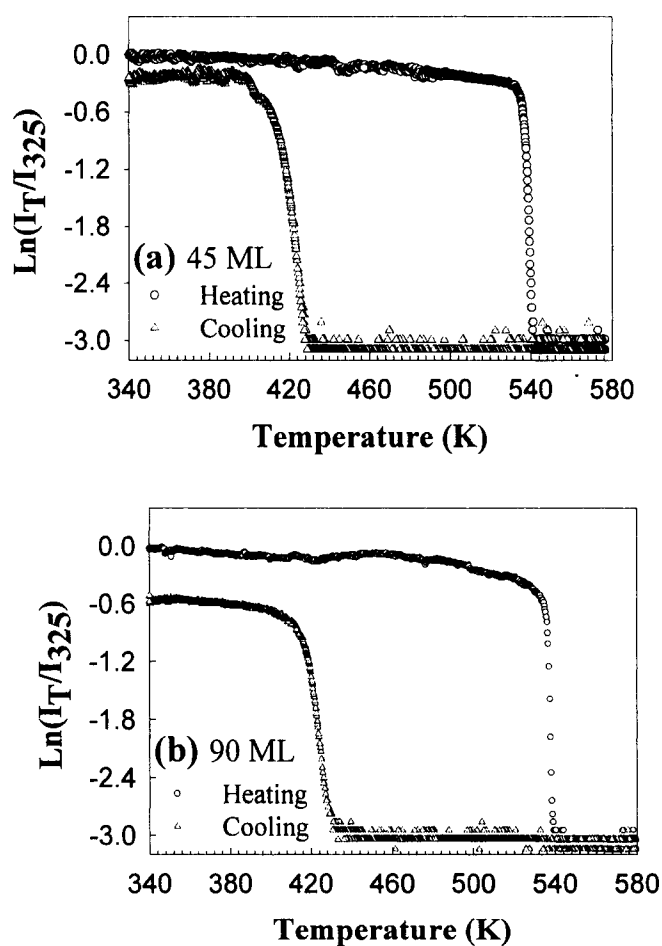 0.0
-0.6
-1.2
-1.8
-2.4
-3.0
Ln(I_T/I_325)
(a) 45 ML
○ Heating
△ Cooling
340 380 420 460 500 540 580
Temperature (K)
0.0
-0.6
-1.2
-1.8
-2.4
-3.0
Ln(I_T/I_325)
(b) 90 ML
○ Heating
△ Cooling
340 380 420 460 500 540 580
Temperature (K)